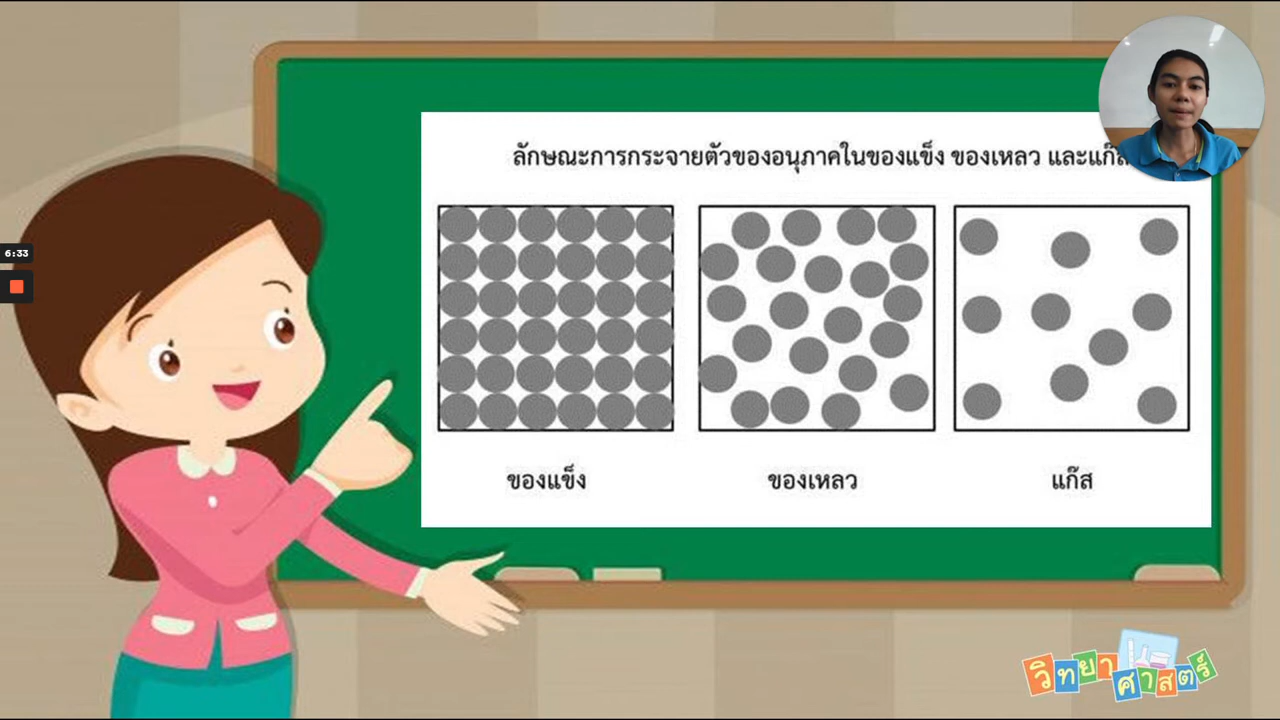 ลักษณะการกระจายตัวของอนุภาคในของแข็ง ของเหลว และแก๊ส
6:33
ของแข็ง
ของเหลว
แก๊ส
วิทยา
ศาสตร์